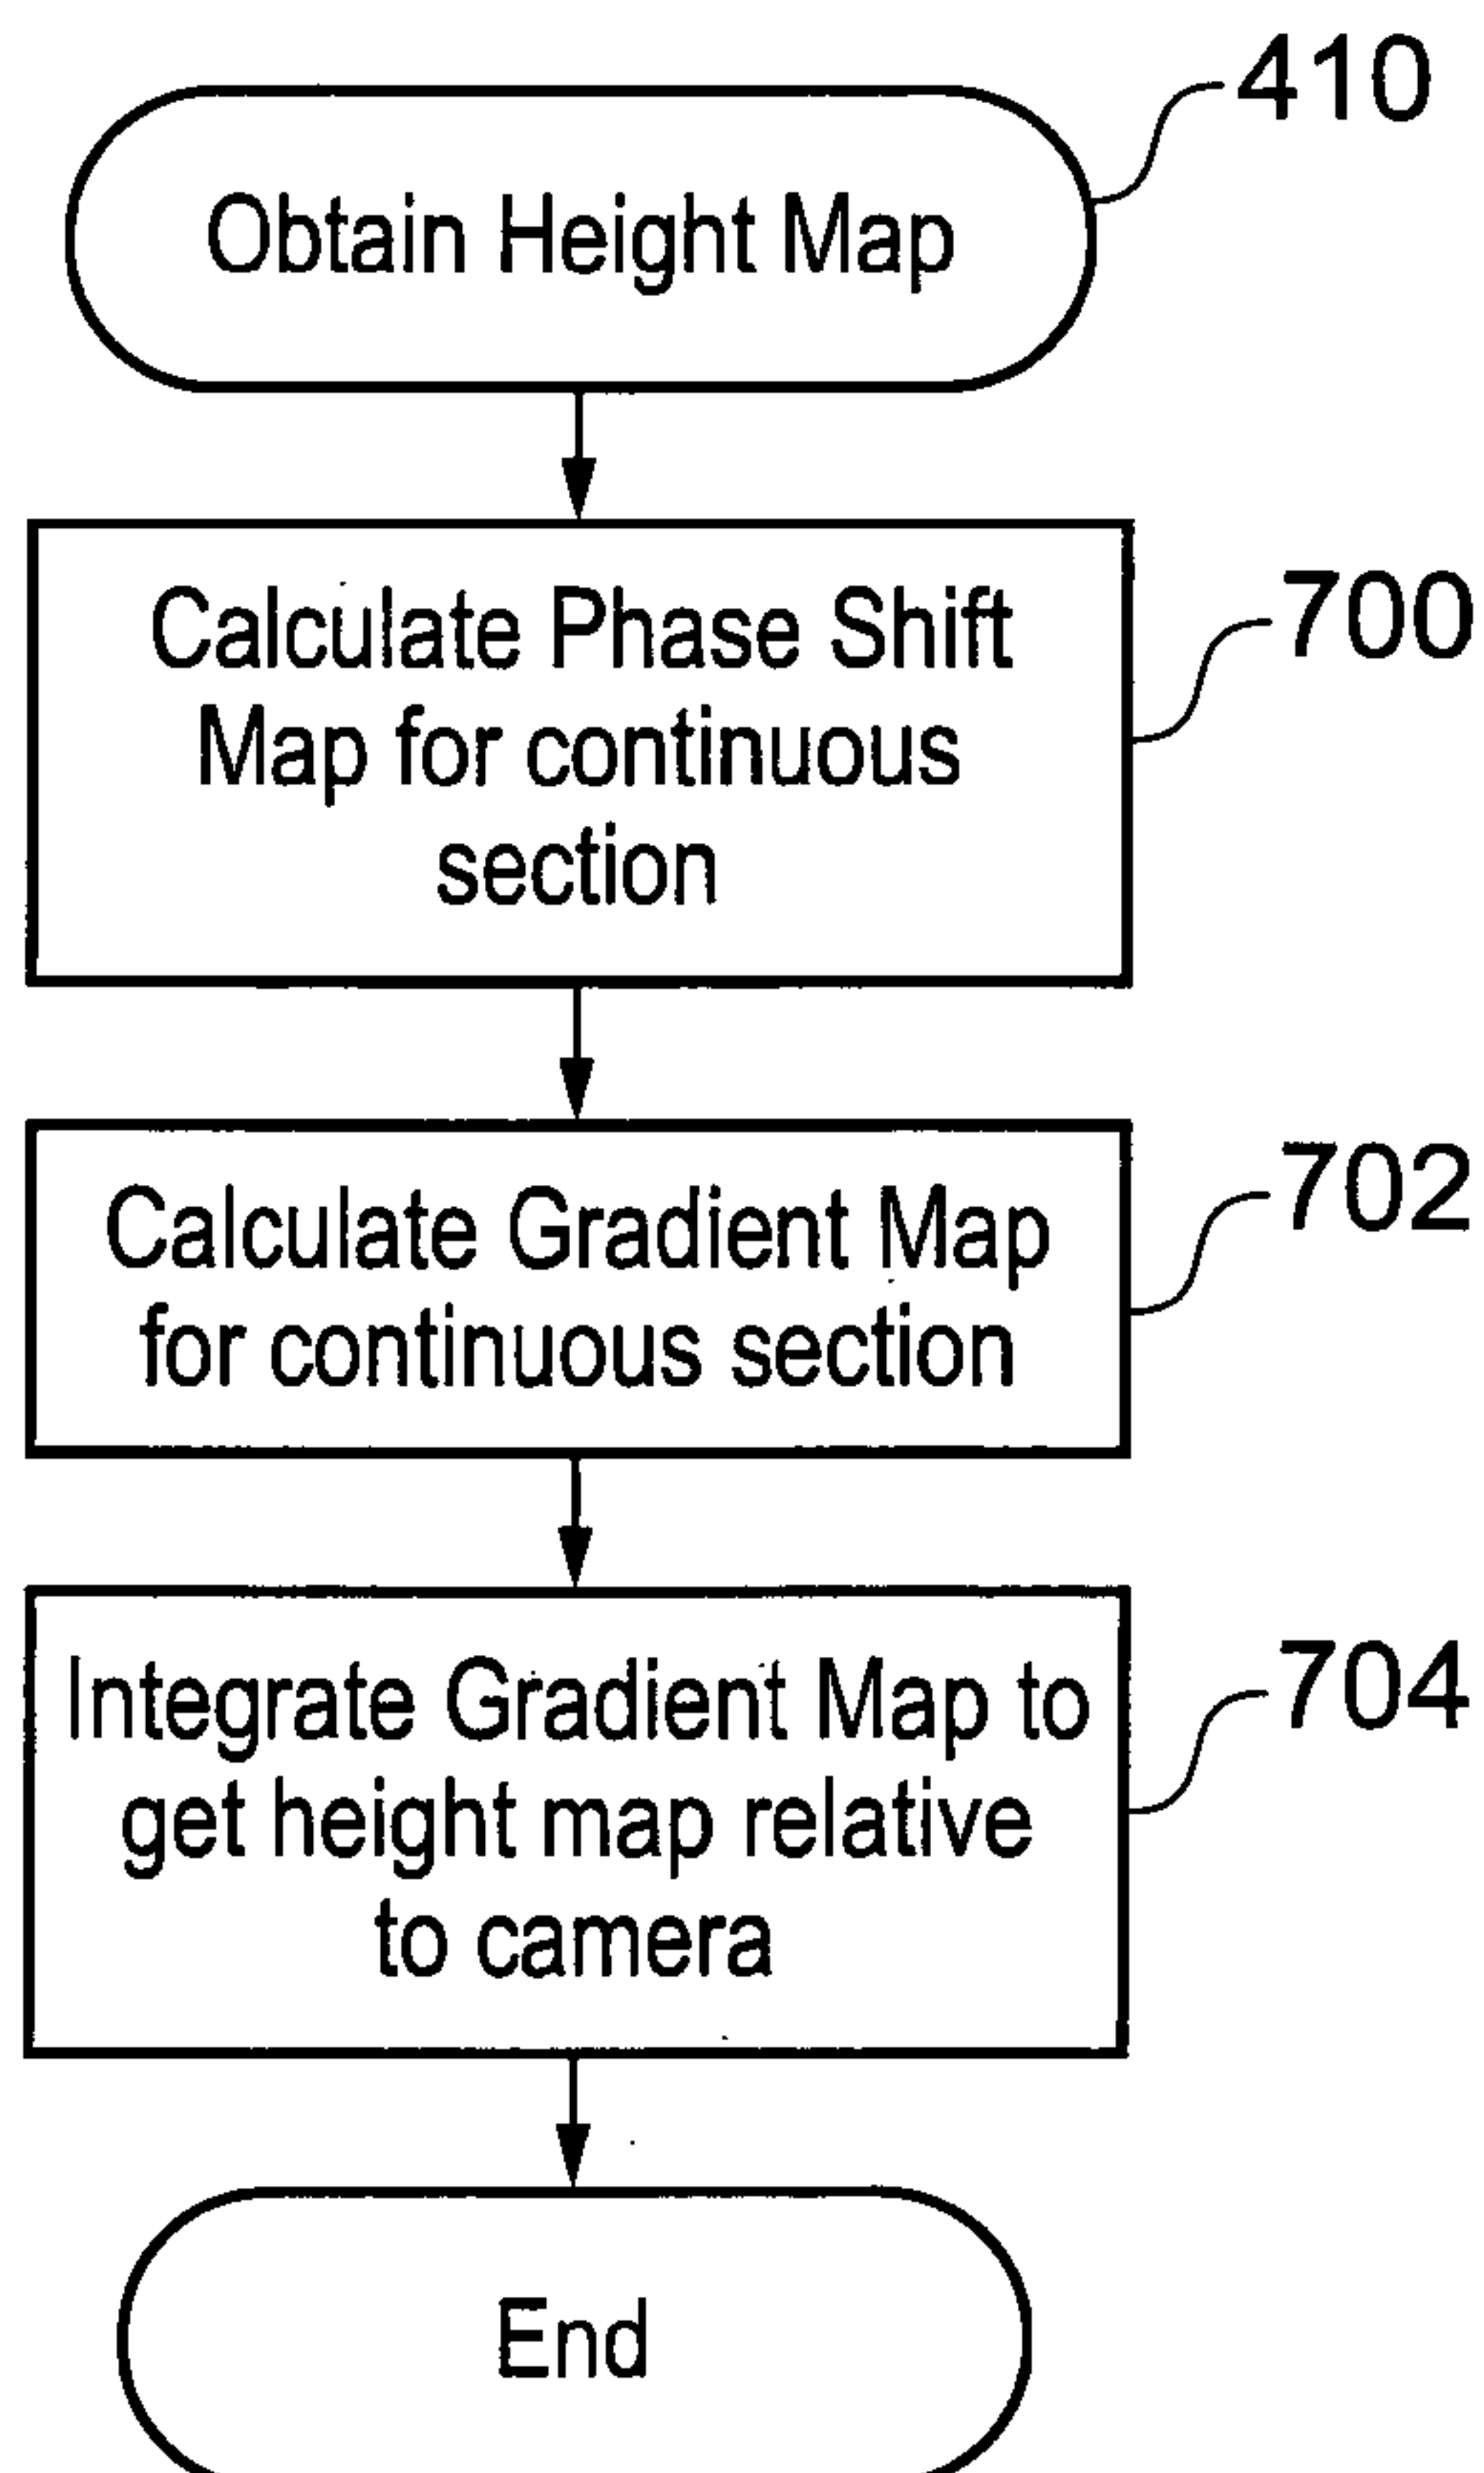 410
Obtain Height Map
Calculate Phase Shift
Map for continuous
section
700
Calculate Gradient Map
for continuous section
702
Integrate Gradient Map to
get height map relative
to camera
704
End